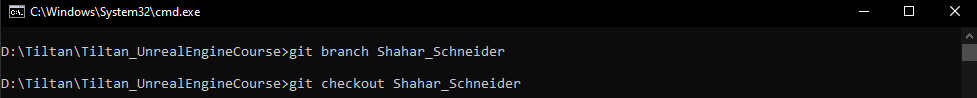 C:\Windows\System32\cmd.exe
D:\Tiltan\Tiltan_UnrealEngineCourse>git branch Shahar_Schneider
D:\Tiltan\Tiltan_UnrealEngineCourse>git checkout Shahar_Schneider